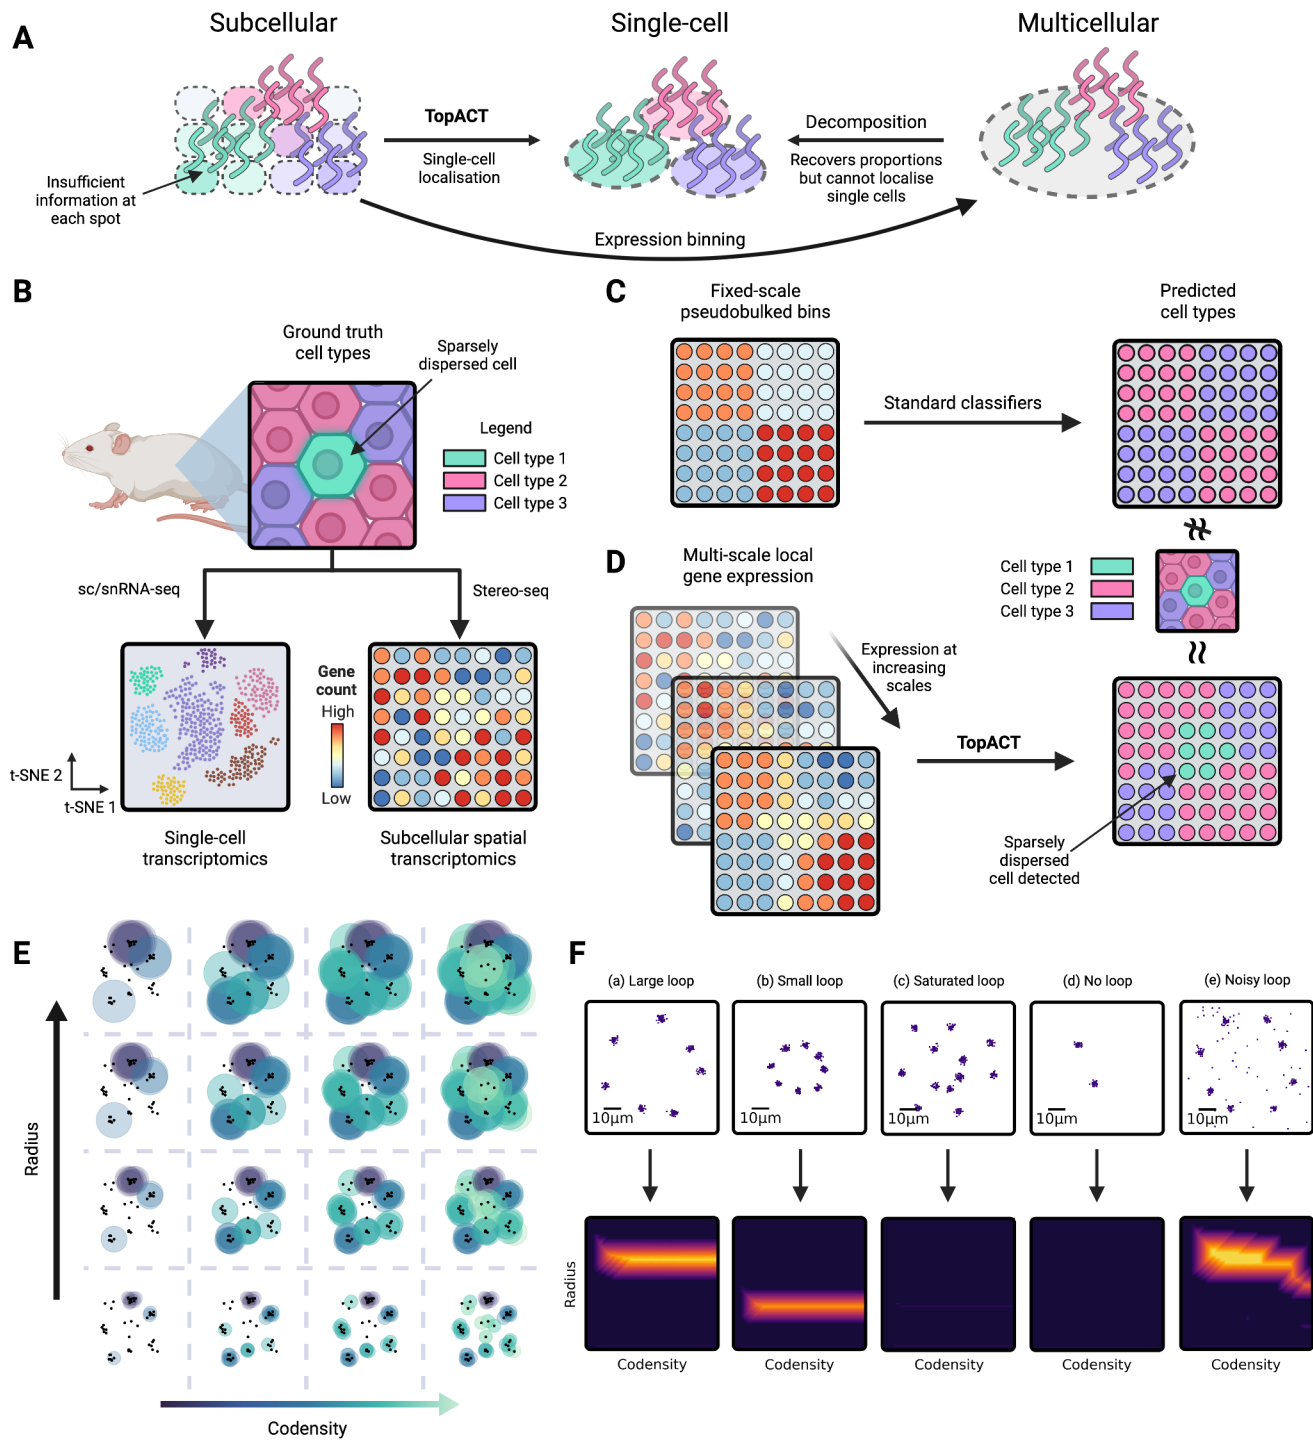 A
Subcellular
Single-cell
Multicellular
TopACT
Single-cell
localisation
Decomposition
Recovers proportions
but cannot localise
single cells
Insufficient
information at
each spot
Expression binning
B
Ground truth
cell types
Sparsely
dispersed cell
Legend
Cell type 1
Cell type 2
Cell type 3
sc/snRNA-seq
Stereo-seq
Gene
count
High
Low
t-SNE 2
t-SNE 1
Single-cell
transcriptomics
Subcellular spatial
transcriptomics
C
Fixed-scale
pseudobulked bins
Predicted
cell types
Standard classifiers
D
Multi-scale local
gene expression
Cell type 1
Cell type 2
Cell type 3
Expression at
increasing
scales
TopACT
Sparsely
dispersed
cell detected
E
Radius
Codensity
F
(a) Large loop
(b) Small loop
(c) Saturated loop
(d) No loop
(e) Noisy loop
10μm
10μm
10μm
10μm
10μm
Radius
Codensity
Codensity
Codensity
Codensity
Codensity